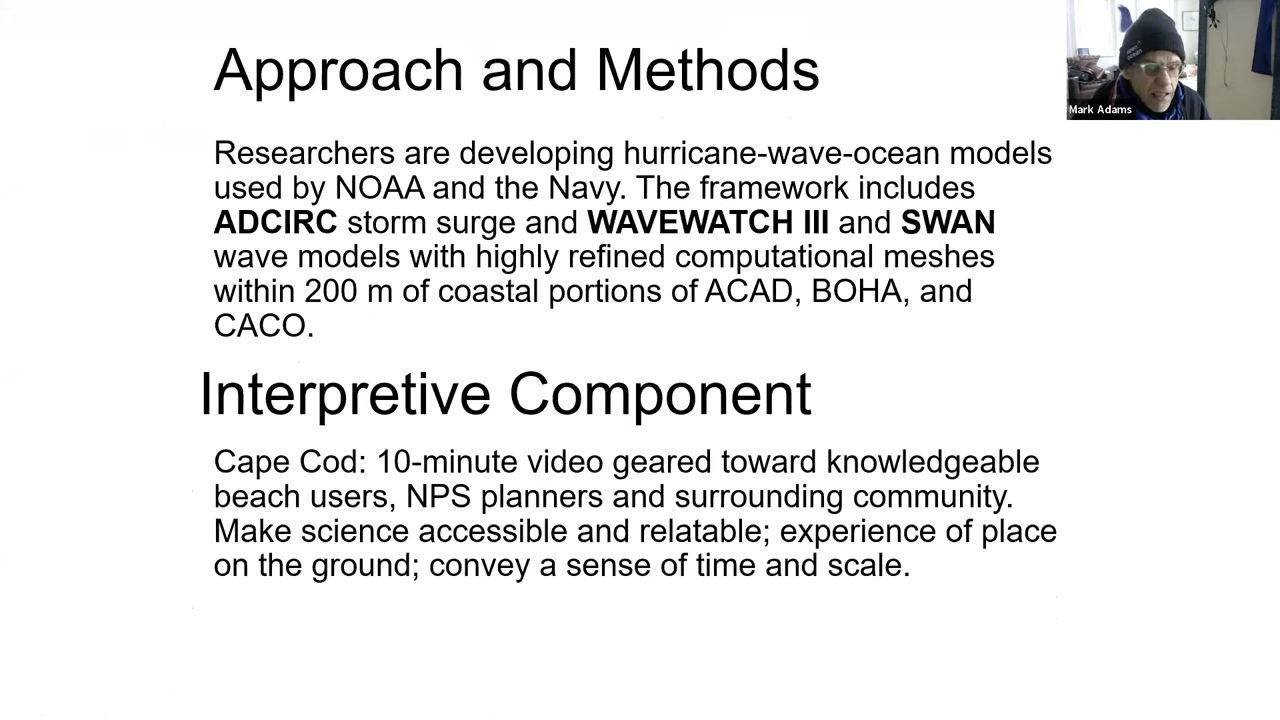 Approach and Methods
Researchers are developing hurricane-wave-ocean models
used by NOAA and the Navy. The framework includes
ADCIRC storm surge and WAVEWATCH III and SWAN
wave models with highly refined computational meshes
within 200 m of coastal portions of ACAD, BOHA, and
CACO.
Interpretive Component
Cape Cod: 10-minute video geared toward knowledgeable
beach users, NPS planners and surrounding community.
Make science accessible and relatable; experience of place
on the ground; convey a sense of time and scale.
Mark Adams